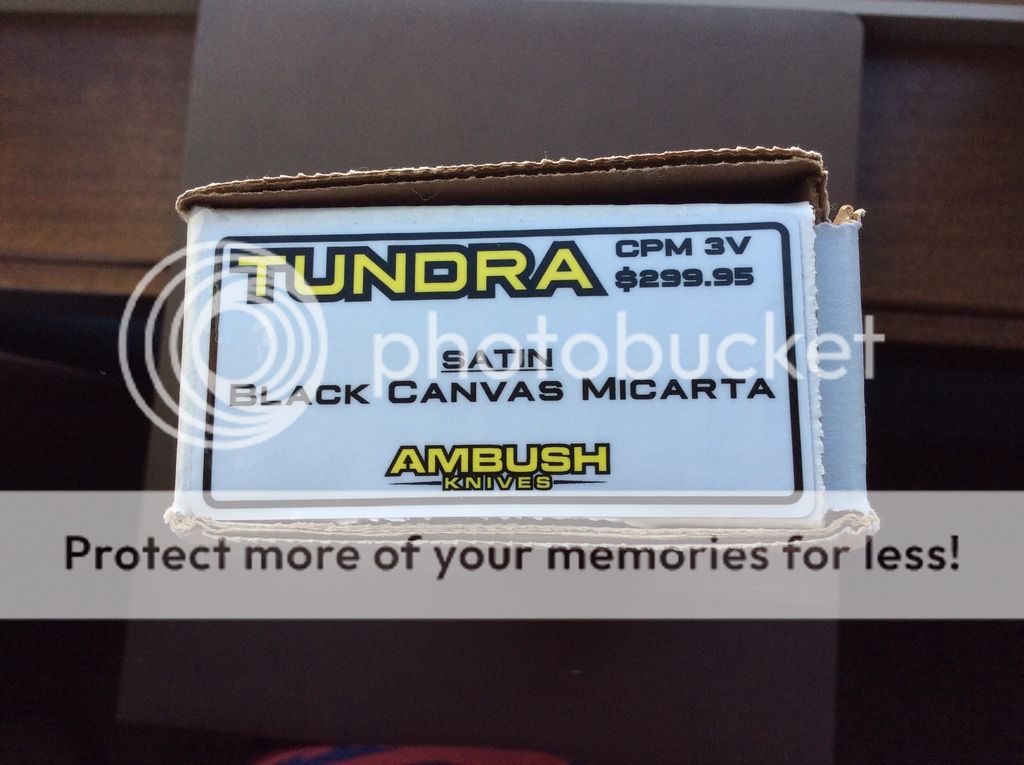 TUNDRA
CPM 3V
$299.95
SATIN
BLACK CANVAS MICARTA
AMBUSH
KNIVES
photobucket
Protect more of your memories for less!